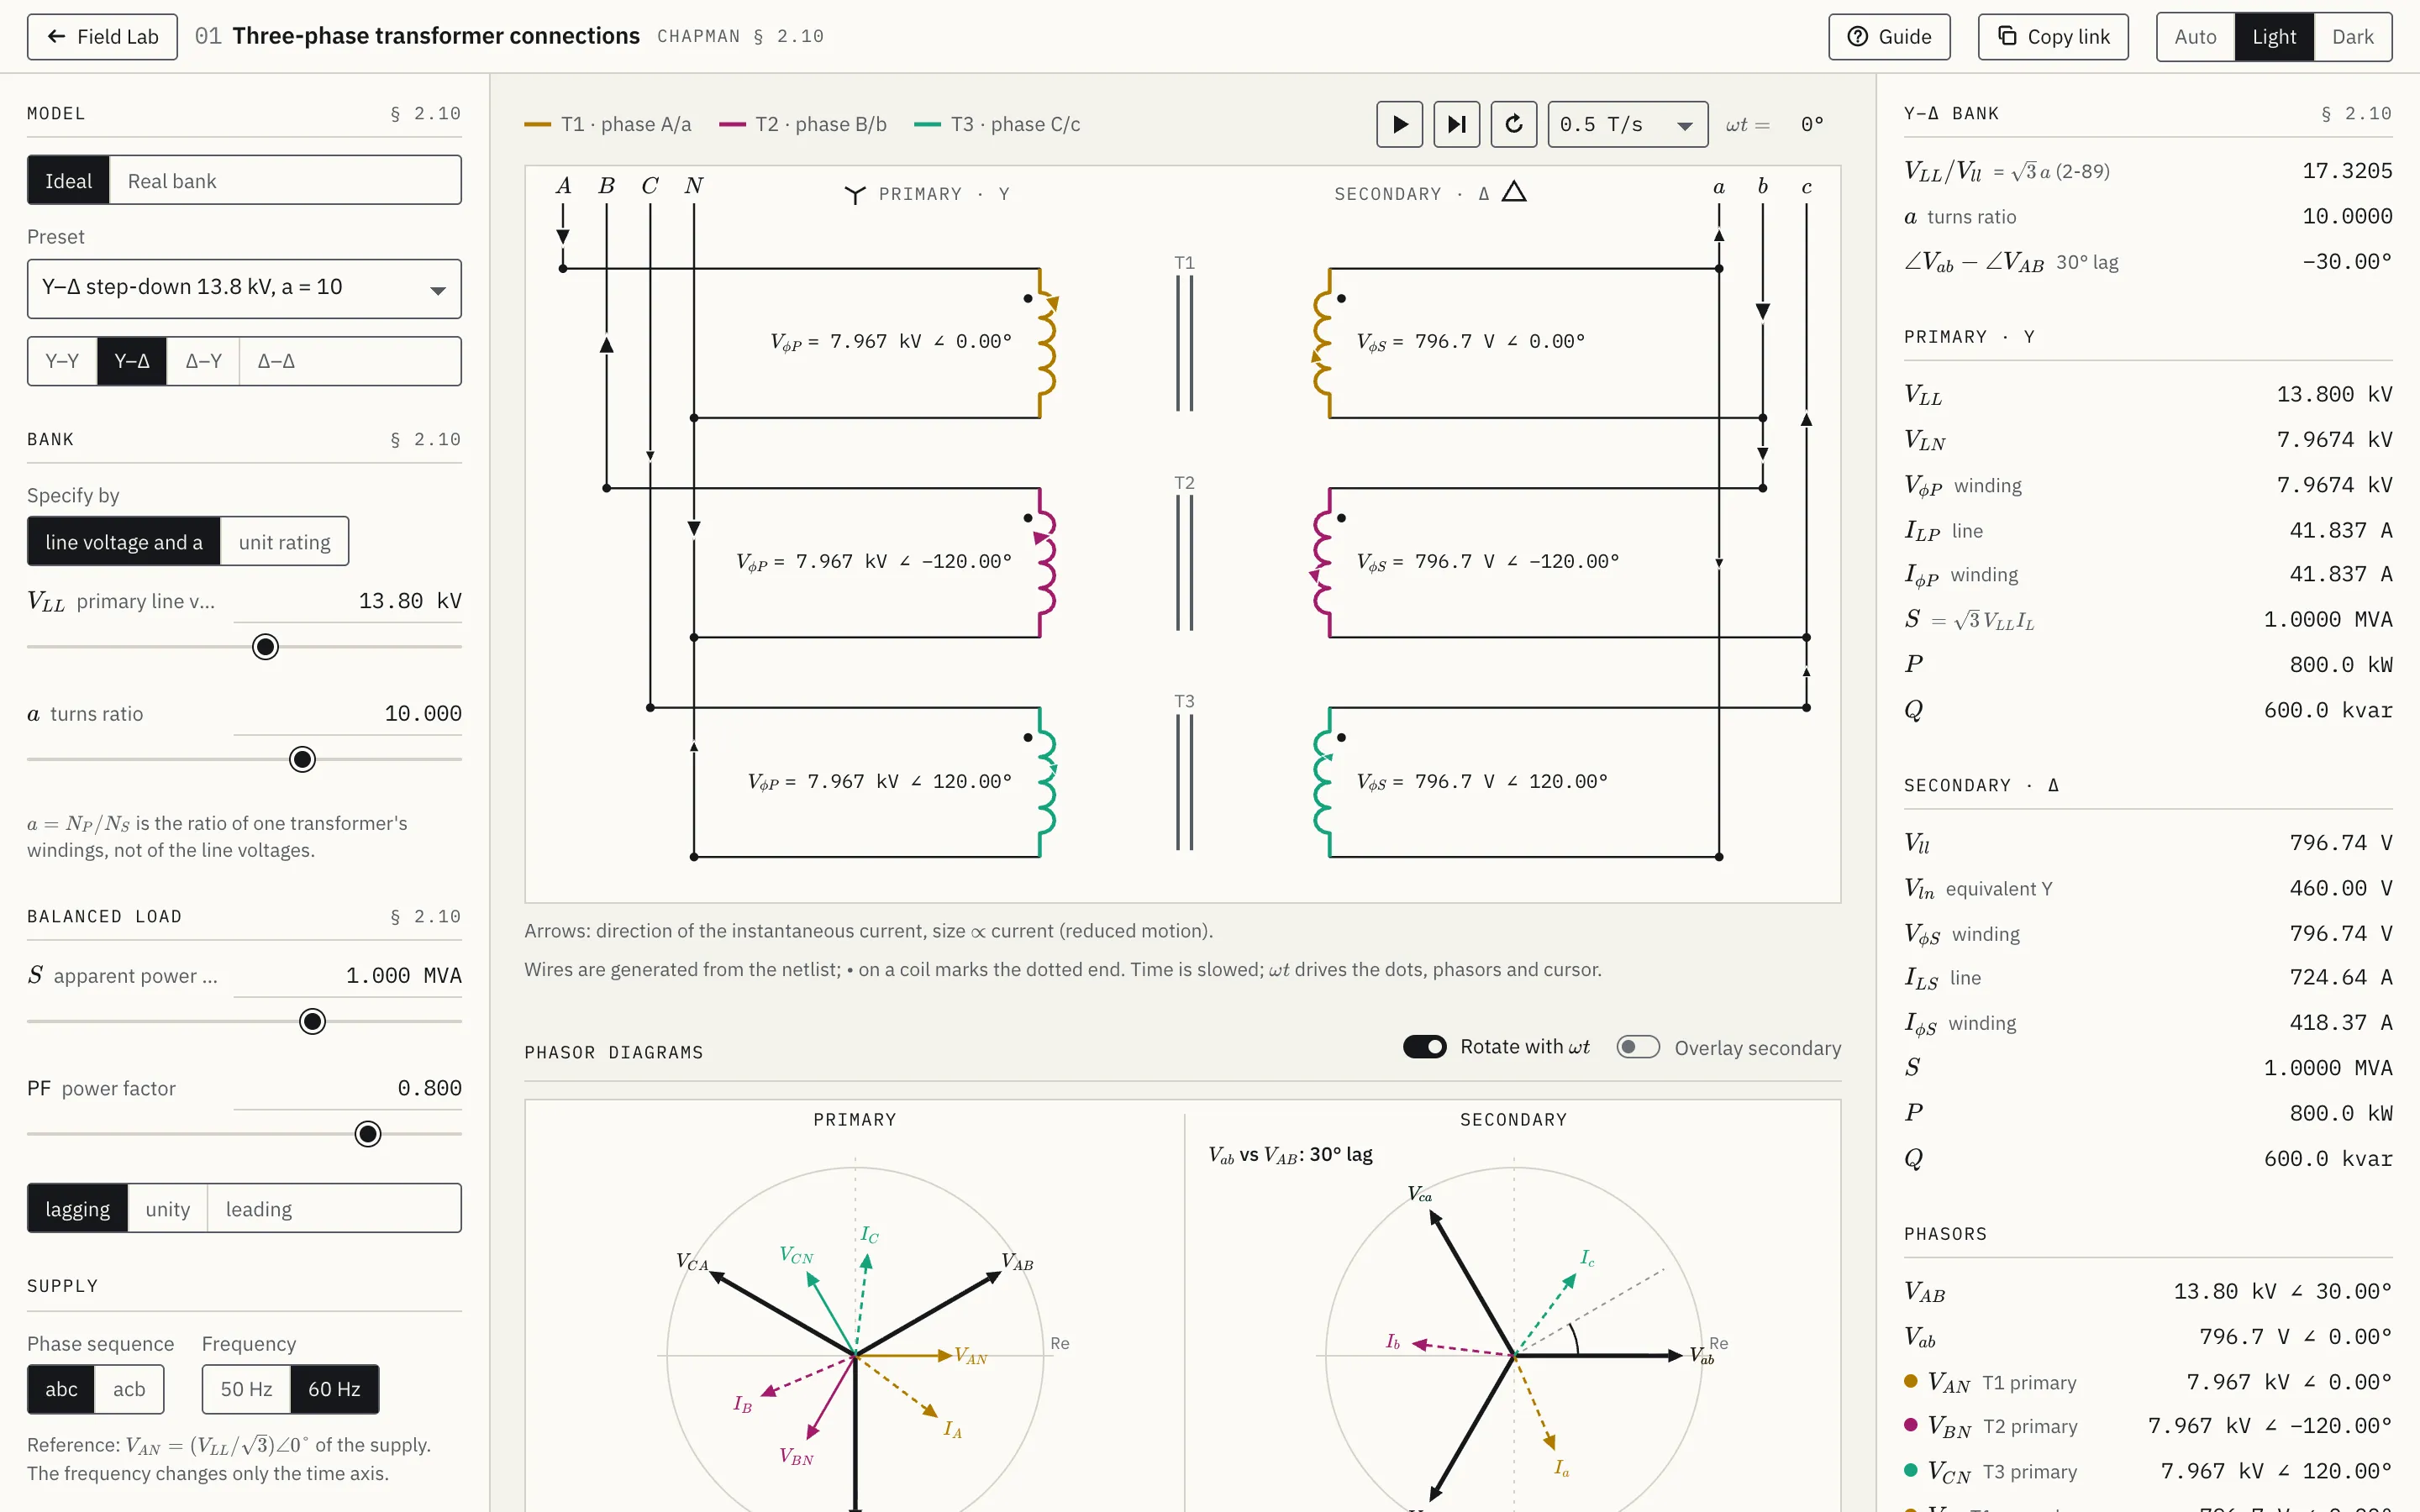 ← Field Lab
01 Three-phase transformer connections CHAPMAN § 2.10
Guide
Copy link
Auto Light Dark
MODEL § 2.10
Ideal Real bank
Preset
Y–Δ step-down 13.8 kV, a = 10
Y–Y Y–Δ Δ–Y Δ–Δ
BANK § 2.10
Specify by
line voltage and a unit rating
V_LL primary line v... 13.80 kV
a turns ratio 10.000
a = N_P/N_S is the ratio of one transformer's
windings, not of the line voltages.
BALANCED LOAD § 2.10
S apparent power ... 1.000 MVA
PF power factor 0.800
lagging unity leading
SUPPLY
Phase sequence Frequency
abc acb 50 Hz 60 Hz
Reference: V_AN = (V_LL/√3)∠0° of the supply.
The frequency changes only the time axis.
T1 · phase A/a T2 · phase B/b T3 · phase C/c
0.5 T/s ωt = 0°
A B C N PRIMARY · Y SECONDARY · Δ a b c
T1
V_ϕP = 7.967 kV ∠ 0.00° V_ϕS = 796.7 V ∠ 0.00°
T2
V_ϕP = 7.967 kV ∠ −120.00° V_ϕS = 796.7 V ∠ −120.00°
T3
V_ϕP = 7.967 kV ∠ 120.00° V_ϕS = 796.7 V ∠ 120.00°
Arrows: direction of the instantaneous current, size ∝ current (reduced motion).
Wires are generated from the netlist; • on a coil marks the dotted end. Time is slowed; ωt drives the dots, phasors and cursor.
PHASOR DIAGRAMS Rotate with ωt Overlay secondary
PRIMARY
V_CA V_CN I_C V_AB
Re
V_AN
I_B I_A
V_BN
SECONDARY
V_ab vs V_AB: 30° lag
V_ca
I_c
I_b Re
V_ab
I_a
Y–Δ BANK § 2.10
V_LL/V_ll = √3 a (2-89) 17.3205
a turns ratio 10.0000
∠V_ab − ∠V_AB 30° lag −30.00°
PRIMARY · Y
V_LL 13.800 kV
V_LN 7.9674 kV
V_ϕP winding 7.9674 kV
I_LP line 41.837 A
I_ϕP winding 41.837 A
S = √3 V_LL I_L 1.0000 MVA
P 800.0 kW
Q 600.0 kvar
SECONDARY · Δ
V_ll 796.74 V
V_ln equivalent Y 460.00 V
V_ϕS winding 796.74 V
I_LS line 724.64 A
I_ϕS winding 418.37 A
S 1.0000 MVA
P 800.0 kW
Q 600.0 kvar
PHASORS
V_AB 13.80 kV ∠ 30.00°
V_ab 796.7 V ∠ 0.00°
V_AN T1 primary 7.967 kV ∠ 0.00°
V_BN T2 primary 7.967 kV ∠ −120.00°
V_CN T3 primary 7.967 kV ∠ 120.00°